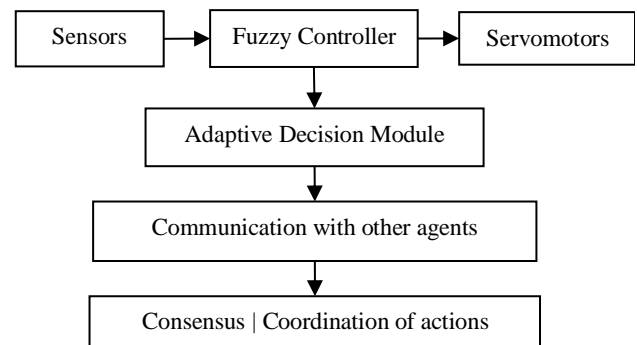 Sensors
Fuzzy Controller
Servomotors
Adaptive Decision Module
Communication with other agents
Consensus | Coordination of actions